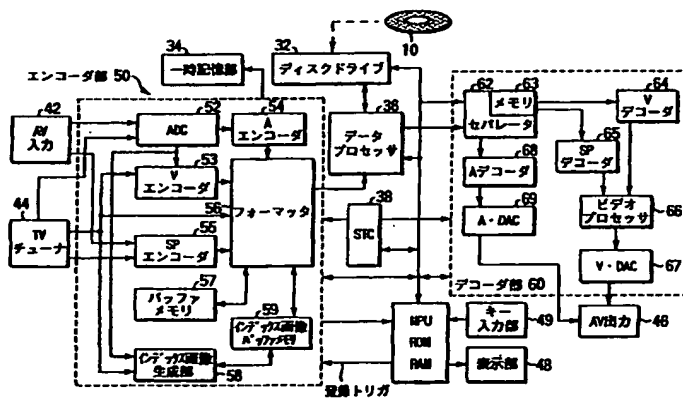 34
一時記憶部
32
ディスクドライブ
10
エンコーダ部 50
42
AV
入力
52
ADC
54
A
エンコーダ
53
V
エンコーダ
56
フォーマッタ
44
TV
チューナ
55
SP
エンコーダ
57
バッファ
メモリ
59
インデックス画像
バッファメモリ
インデックス画像
生成部
58
38
データ
プロセッサ
38
STC
62
63
メモリ
セパレータ
64
V
デコーダ
65
SP
デコーダ
68
Aデコーダ
69
A・DAC
ビデオ
プロセッサ
66
V・DAC
67
デコーダ部 60
MPU
ROM
RAM
キー
入力部
49
AV出力
46
表示部
48
登録トリガ